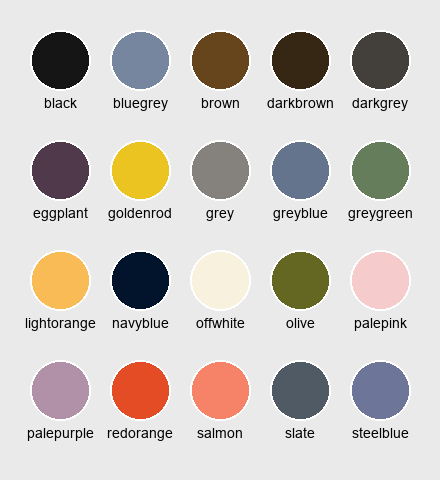 black bluegrey brown darkbrown darkgrey
eggplant goldenrod grey greyblue greygreen
lightorange navyblue offwhite olive palepink
palepurple redorange salmon slate steelblue